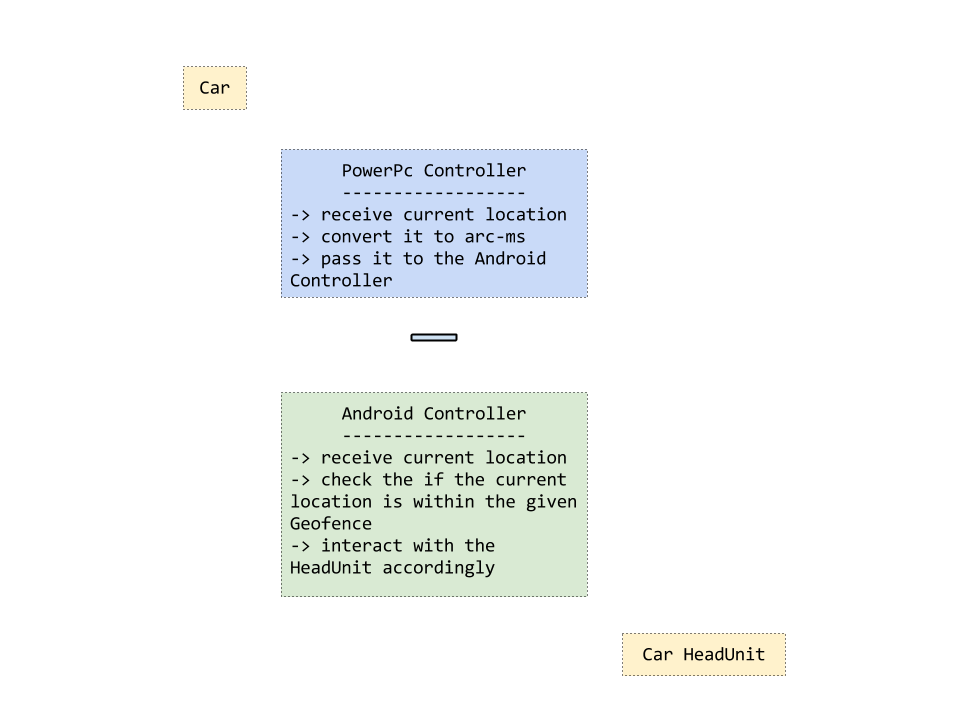 Car
PowerPc Controller
------------------
-> receive current location
-> convert it to arc-ms
-> pass it to the Android
Controller
Android Controller
------------------
-> receive current location
-> check the if the current
location is within the given
Geofence
-> interact with the
HeadUnit accordingly
Car HeadUnit